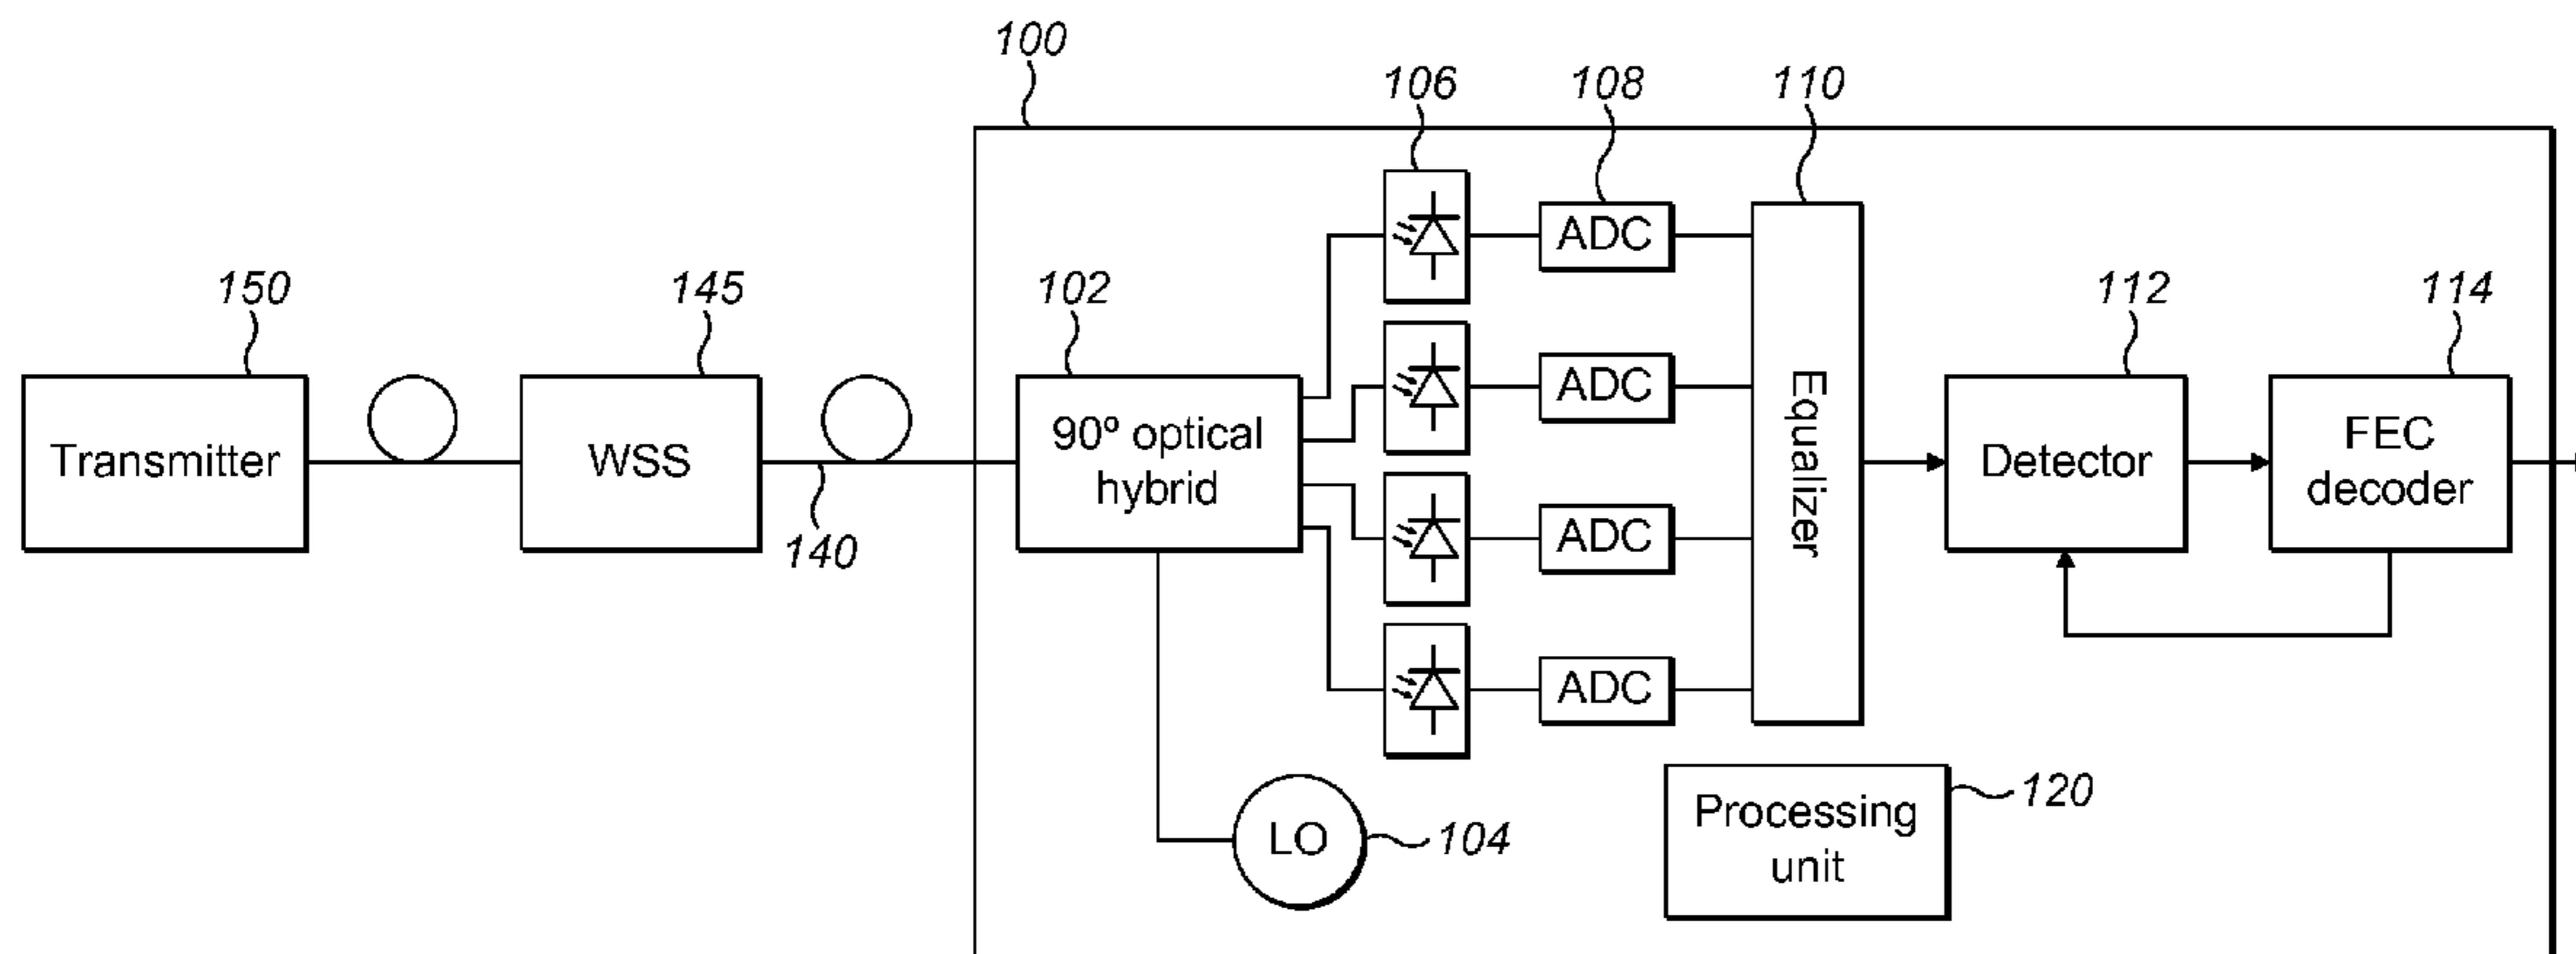 100
106
108
110
ADC
150
145
102
112
114
ADC
Transmitter
WSS
90º optical
hybrid
Equalizer
Detector
FEC
decoder
140
ADC
ADC
Processing
unit
120
LO
104